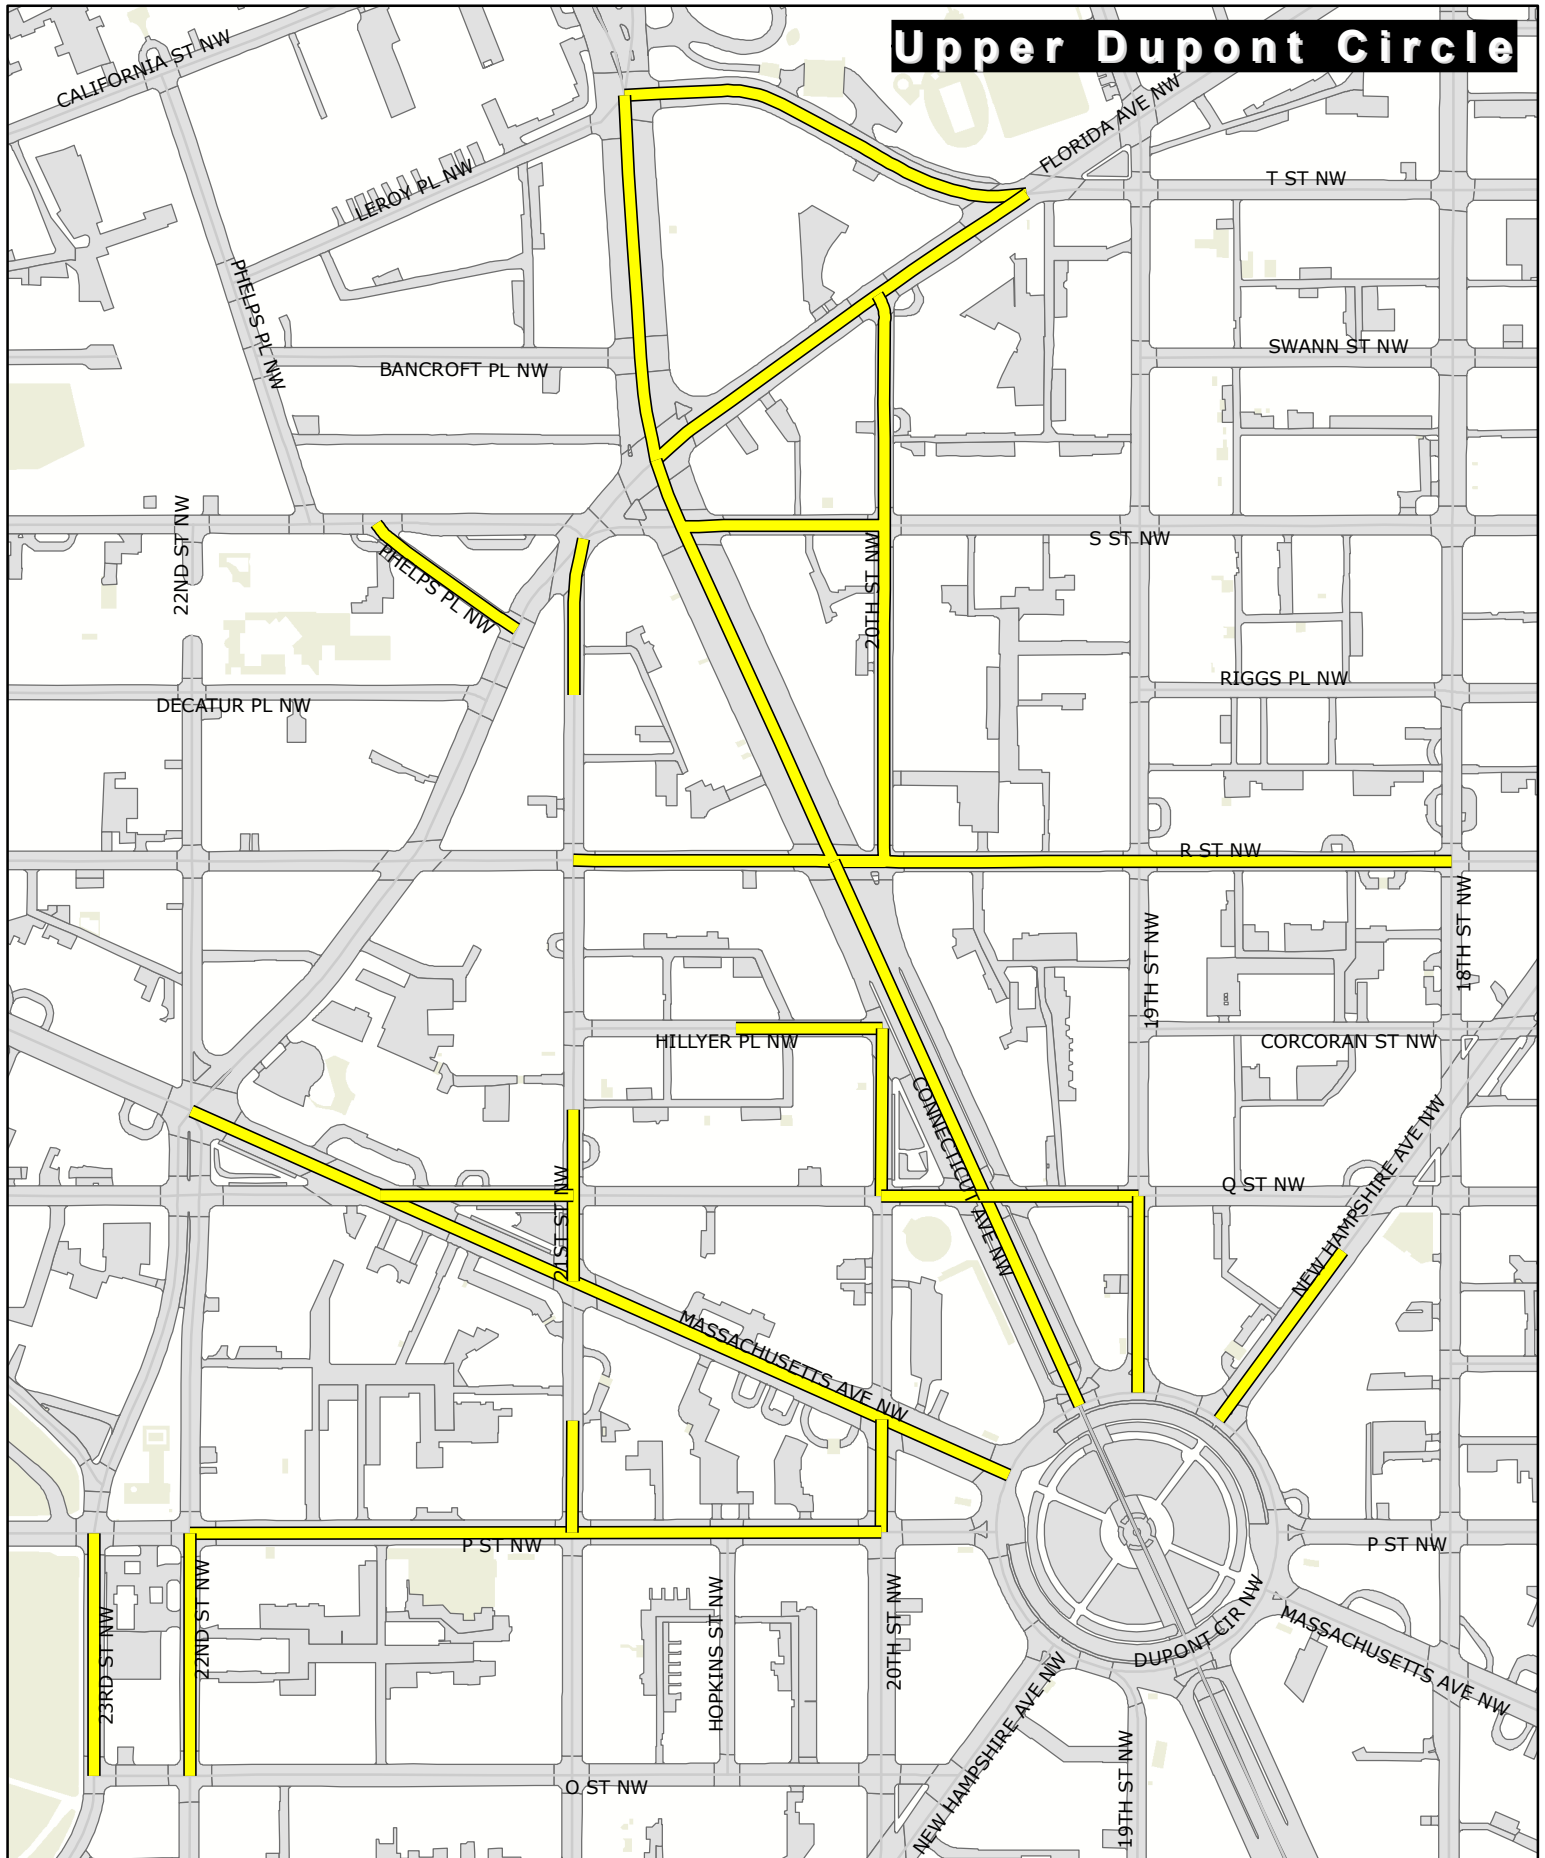 Upper Dupont Circle
CALIFORNIA ST NW
FLORIDA AVE NW
LEROY PL NW
T ST NW
PHELPS PL NW
SWANN ST NW
BANCROFT PL NW
22ND ST NW
S ST NW
PHELPS PL NW
20TH ST NW
RIGGS PL NW
DECATUR PL NW
R ST NW
18TH ST NW
19TH ST NW
HILLYER PL NW
CORCORAN ST NW
CONNECTICUT AVE NW
NEW HAMPSHIRE AVE NW
Q ST NW
21ST ST NW
MASSACHUSETTS AVE NW
P ST NW
P ST NW
22ND ST NW
23RD ST NW
HOPKINS ST NW
20TH ST NW
DUPONT CIR NW
MASSACHUSETTS AVE NW
NEW HAMPSHIRE AVE NW
19TH ST NW
O ST NW